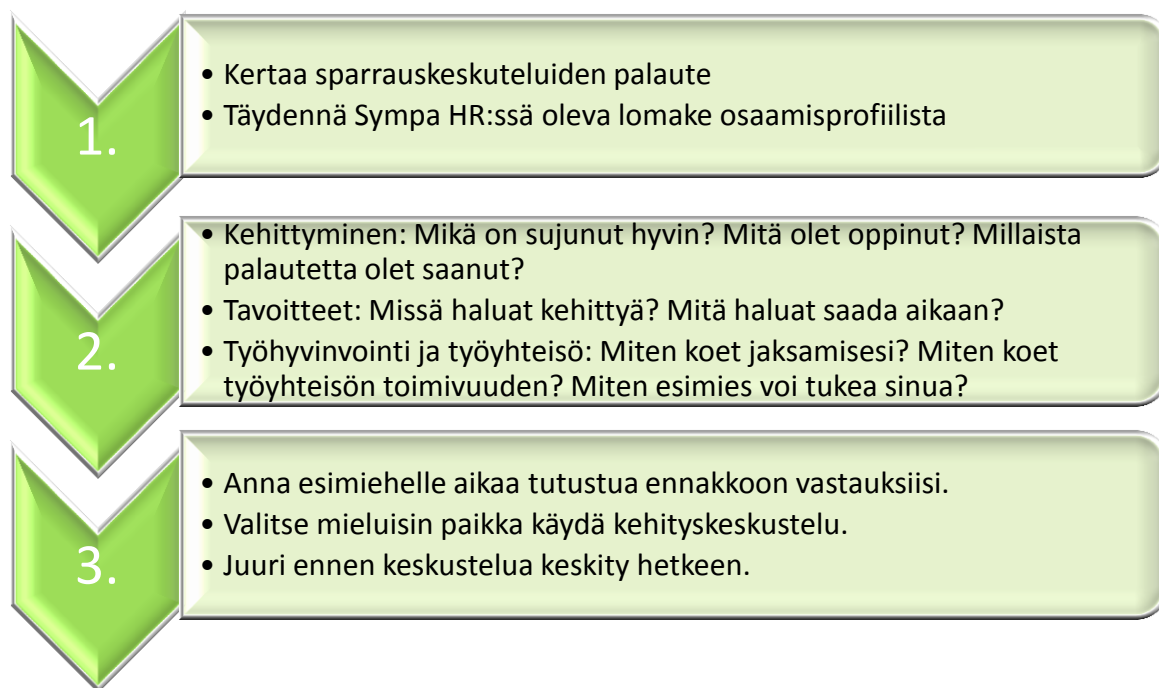 1.
• Kertaa sparrauskeskuteluiden palaute
• Täydennä Sympa HR:ssä oleva lomake osaamisprofiilista
2.
• Kehittyminen: Mikä on sujunut hyvin? Mitä olet oppinut? Millaista
palautetta olet saanut?
• Tavoitteet: Missä haluat kehittyä? Mitä haluat saada aikaan?
• Työhyvinvointi ja työyhteisö: Miten koet jaksamisesi? Miten koet
työyhteisön toimivuuden? Miten esimies voi tukea sinua?
3.
• Anna esimiehelle aikaa tutustua ennakkoon vastauksiisi.
• Valitse mieluisin paikka käydä kehityskeskustelu.
• Juuri ennen keskustelua keskity hetkeen.